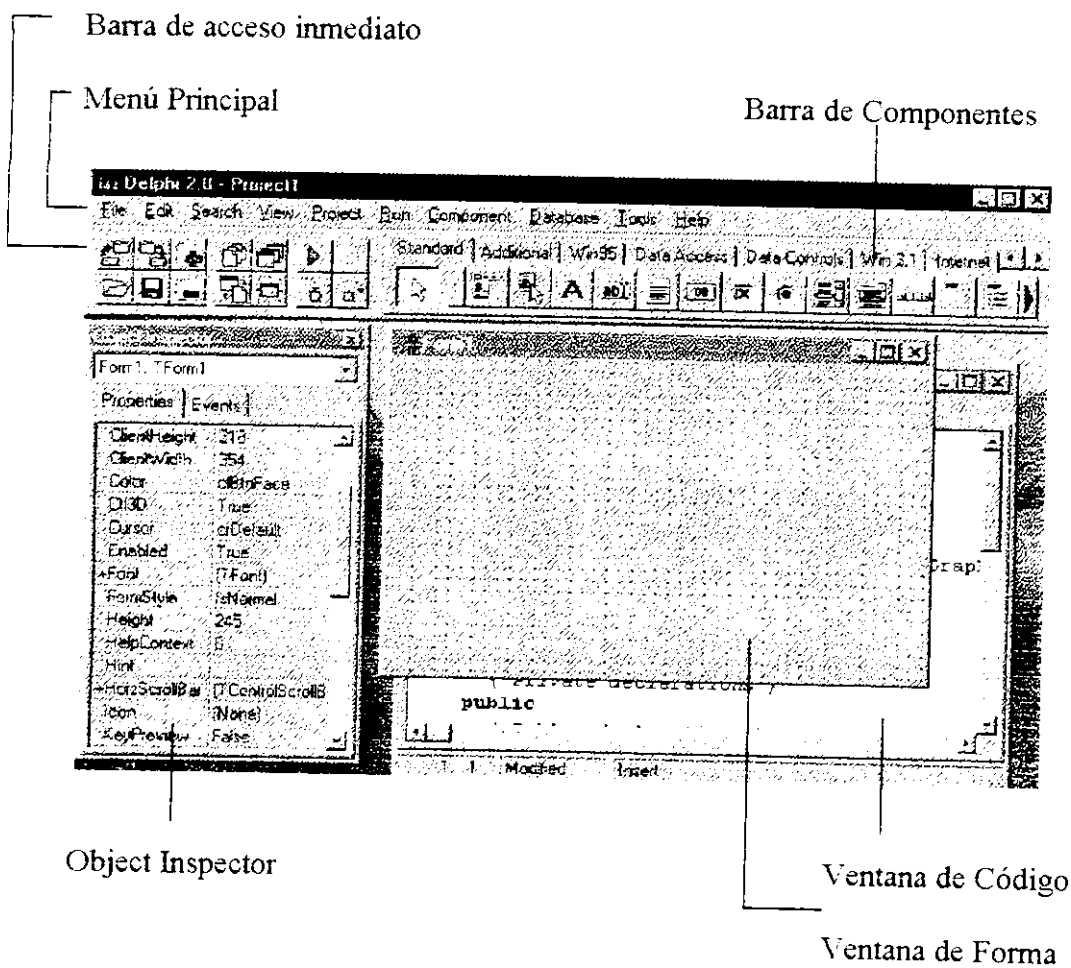 Barra de acceso inmediato
Menú Principal
Barra de Componentes
Delphi 2.0 - Project1
File Edit Search View Project Run Component Database Tools Help
Standard Additional Win95 Data Access Data Controls Win 3.1 Internet
Form1: TForm1
Properties Events
ClientHeight 218
ClientWidth 354
Color clBtnFace
Ctl3D True
Cursor crDefault
Enabled True
+Font (TFont)
FormStyle fsNormal
Height 245
HelpContext 0
Hint
+HorzScrollBar (TControlScrollB
Icon (None)
KeyPreview False
Grap
{ Private declarations }
public
Modified Insert
Object Inspector
Ventana de Código
Ventana de Forma